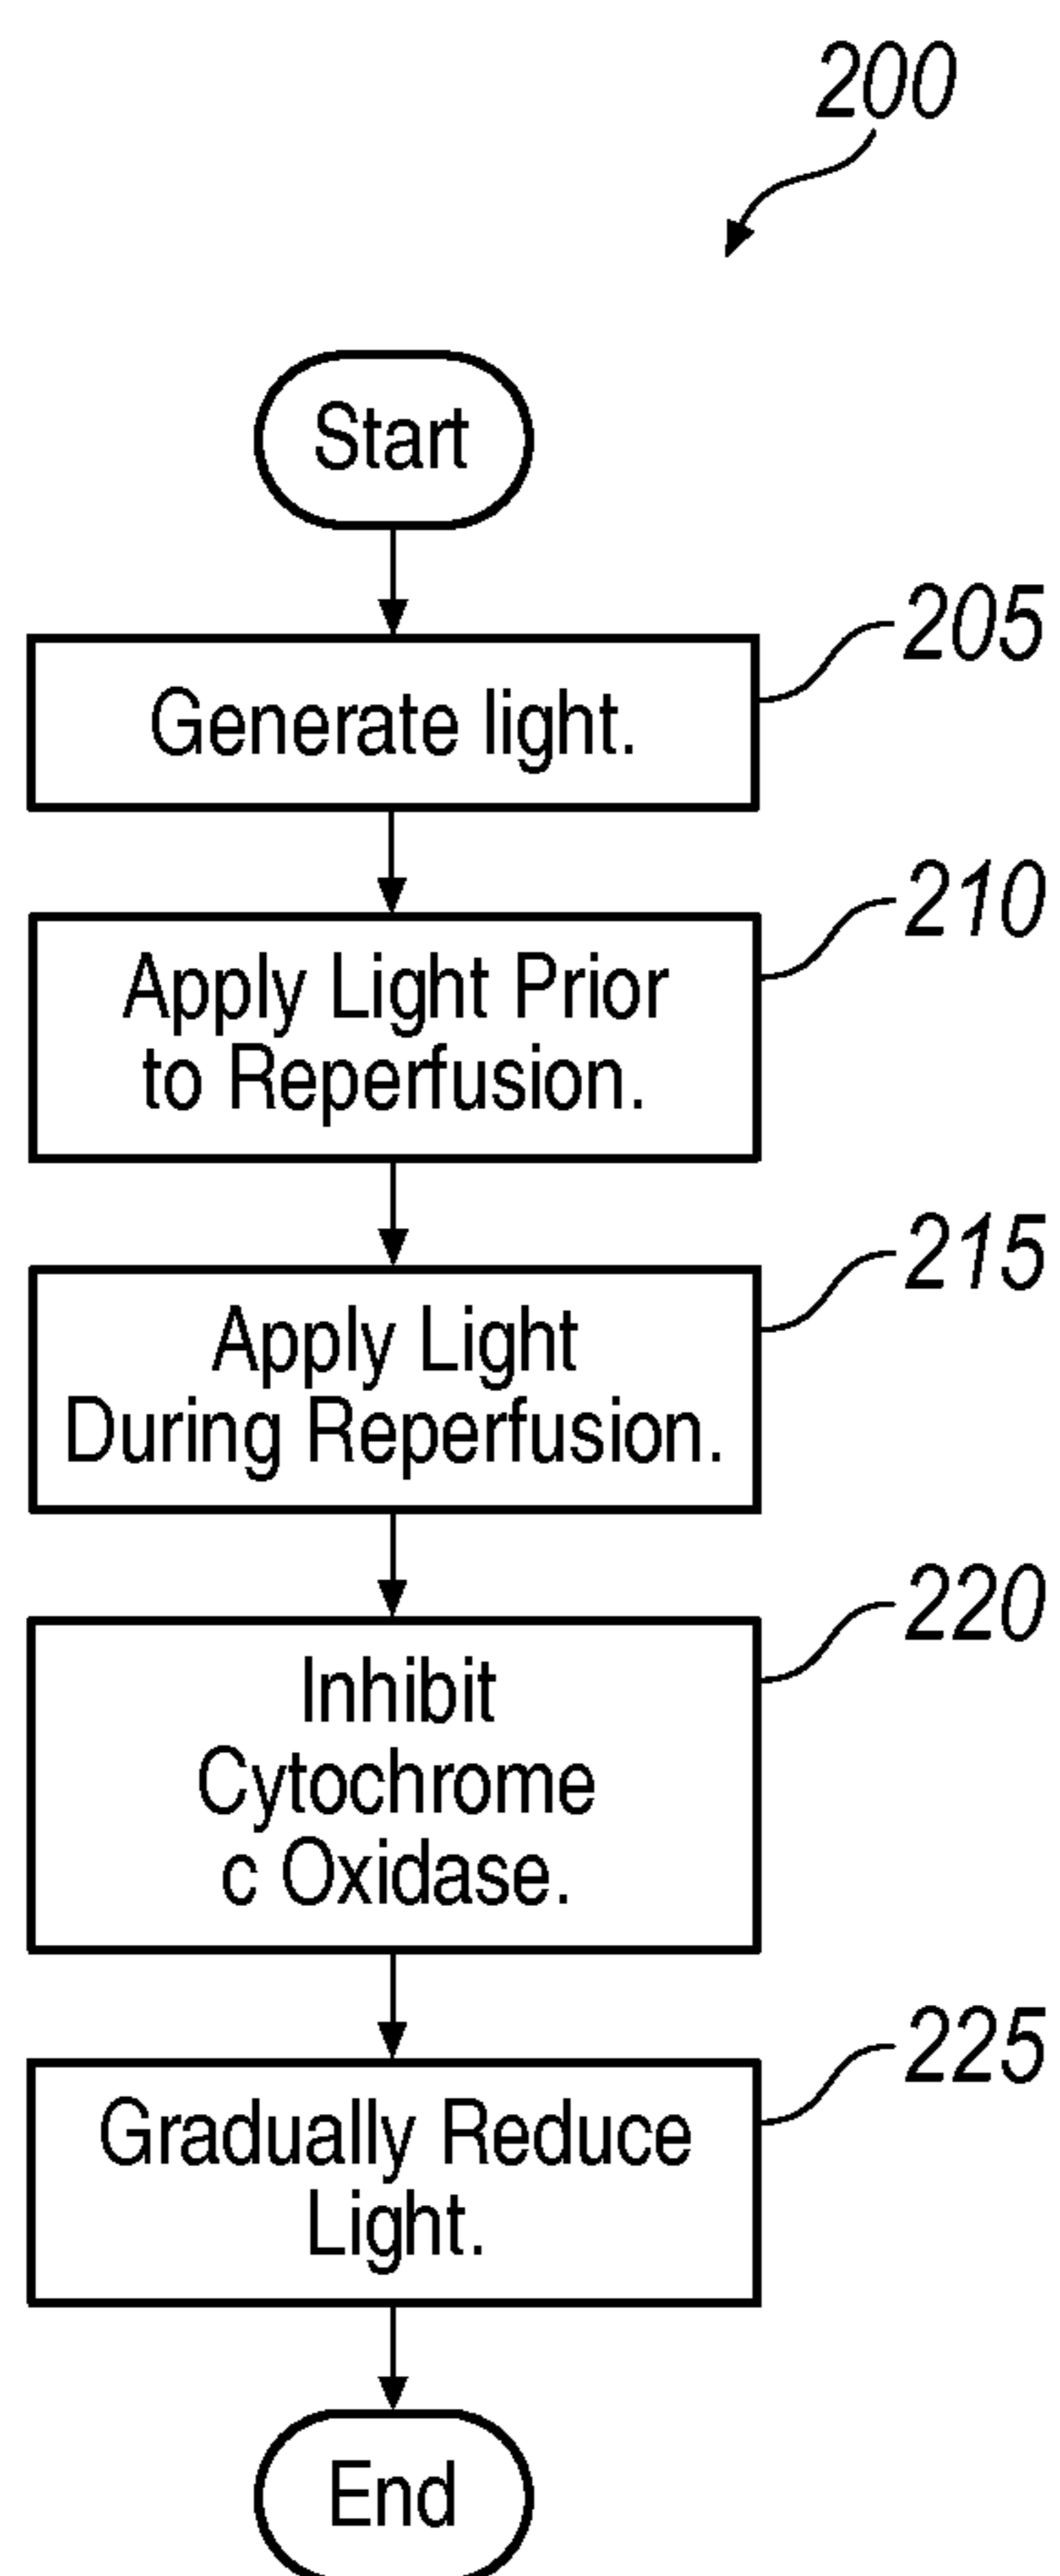 200
Start
205
Generate light.
210
Apply Light Prior
to Reperfusion.
215
Apply Light
During Reperfusion.
220
Inhibit
Cytochrome
c Oxidase.
225
Gradually Reduce
Light.
End